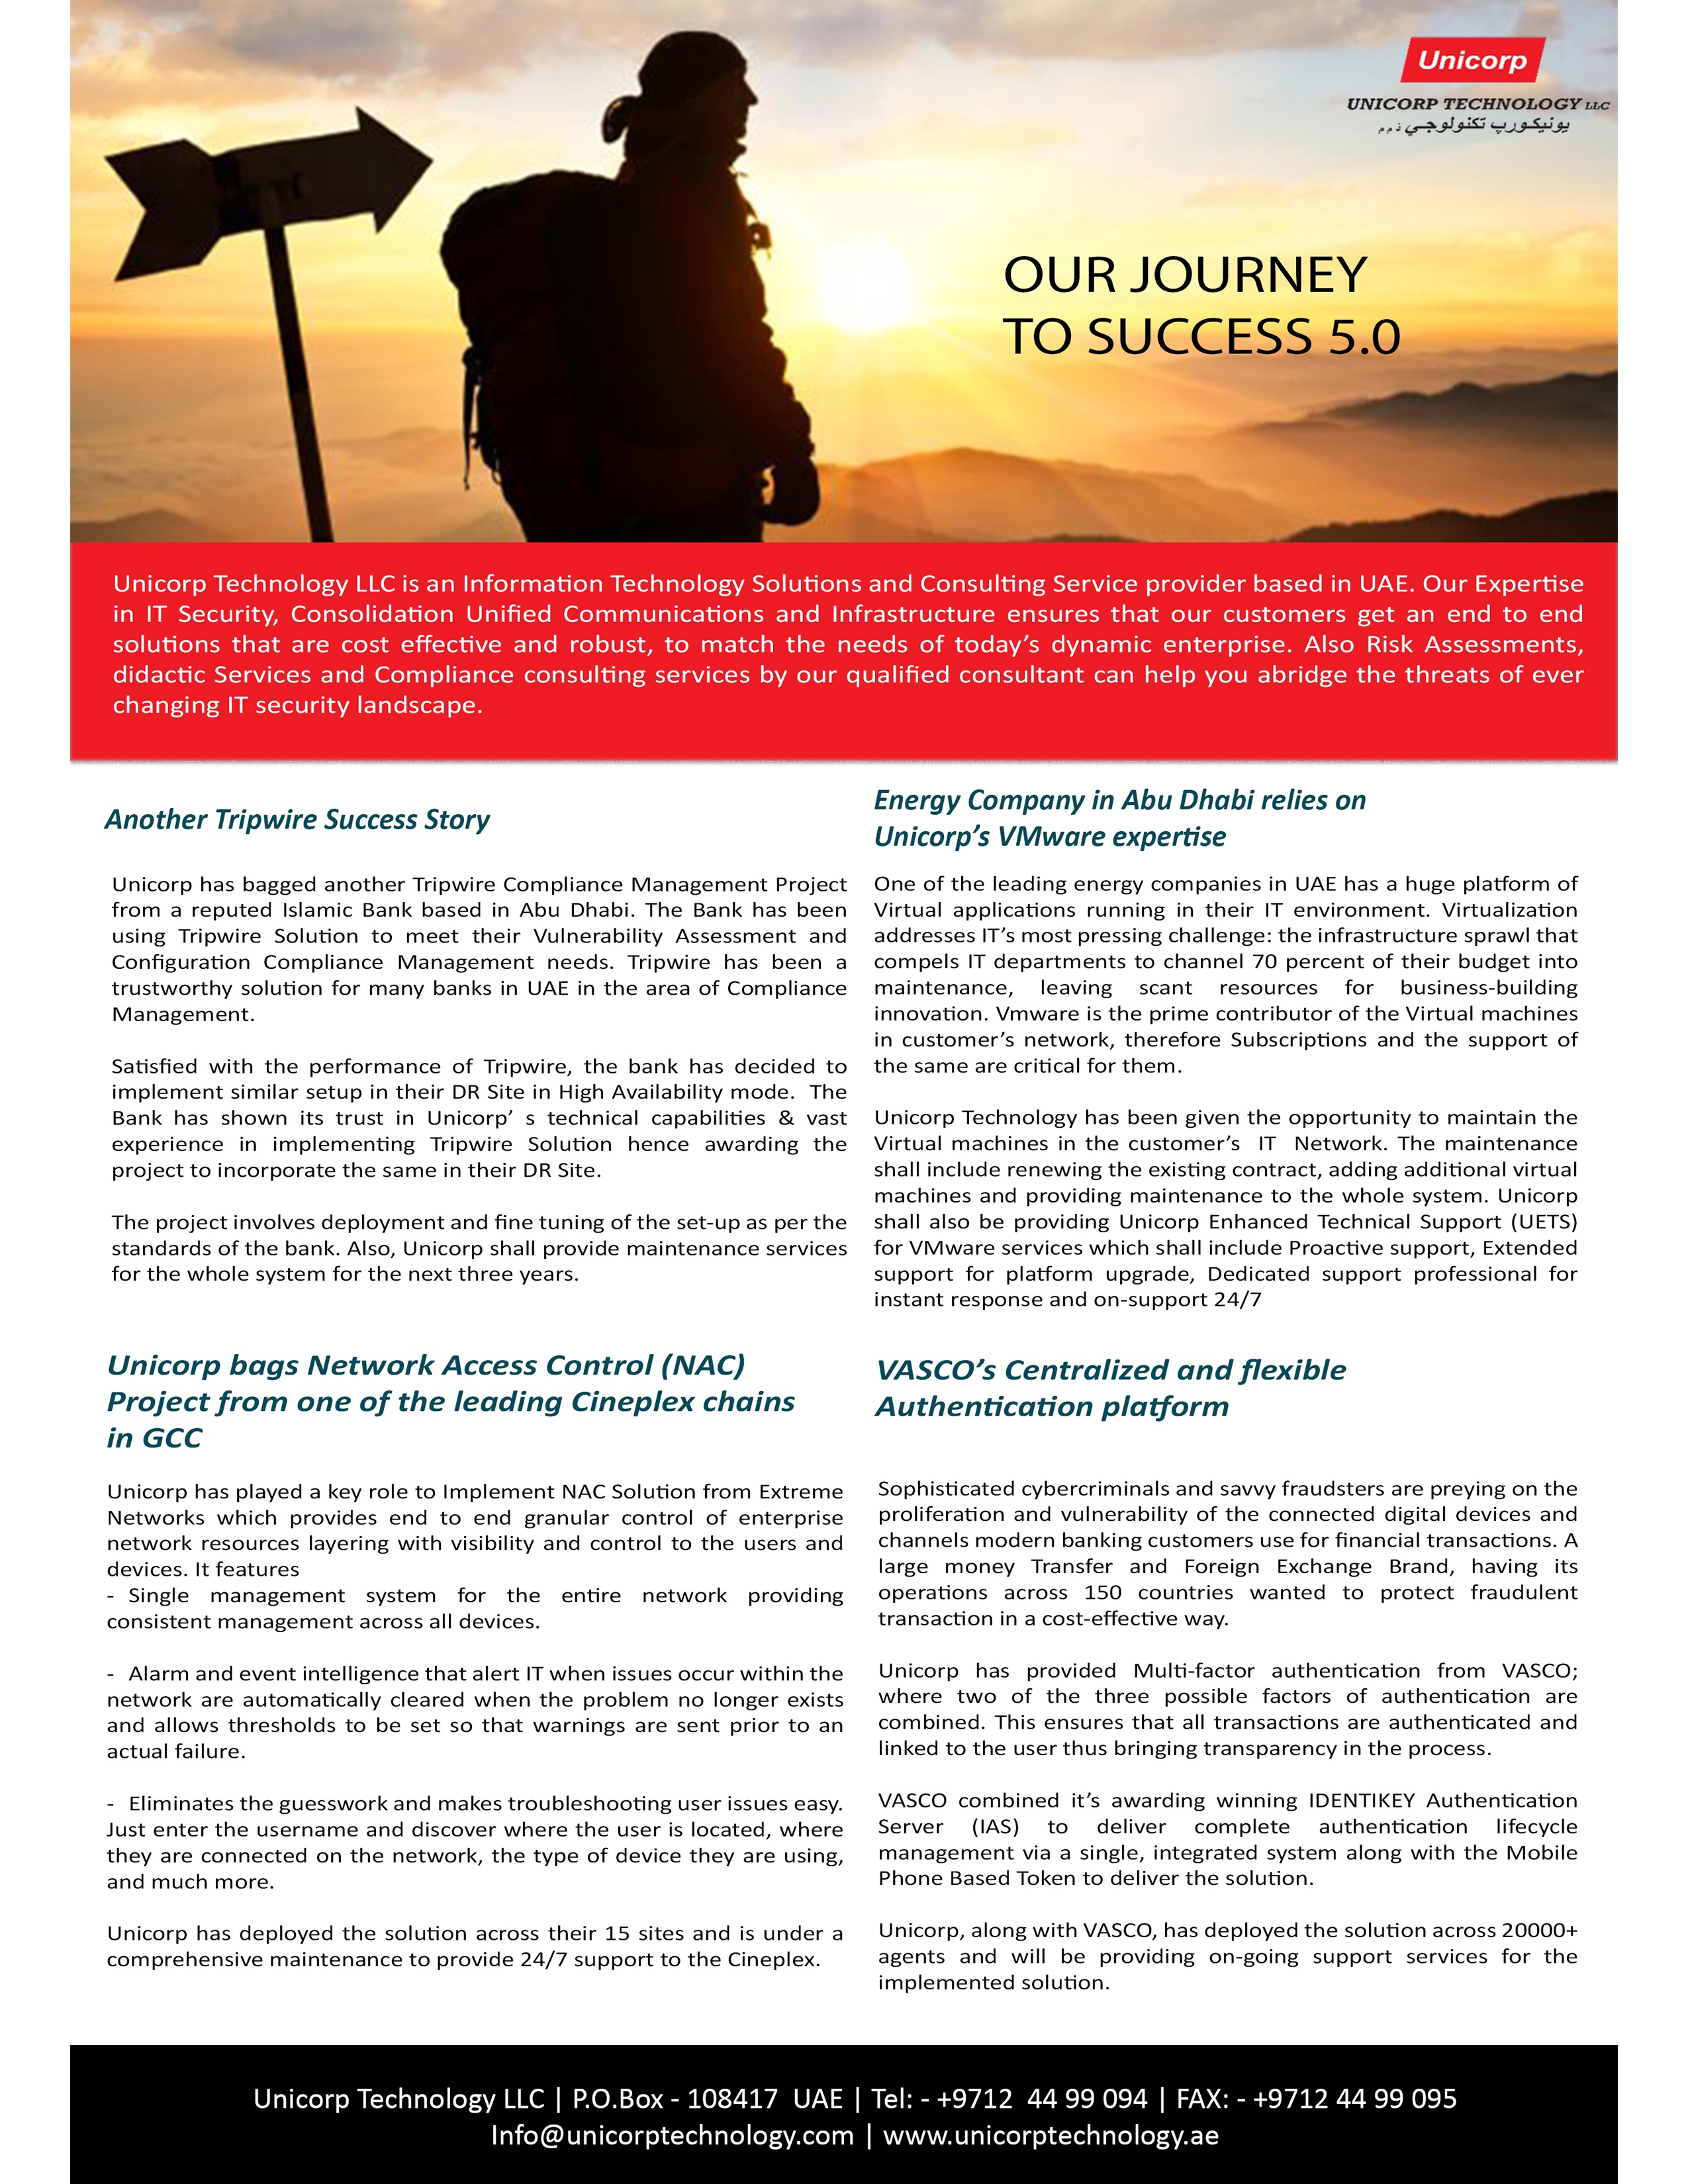 Unicorp
UNICORP TECHNOLOGY LLC
يونيكورب تكنولوجي ذ م م
OUR JOURNEY
TO SUCCESS 5.0
Unicorp Technology LLC is an Information Technology Solutions and Consulting Service provider based in UAE. Our Expertise
in IT Security, Consolidation Unified Communications and Infrastructure ensures that our customers get an end to end
solutions that are cost effective and robust, to match the needs of today’s dynamic enterprise. Also Risk Assessments,
didactic Services and Compliance consulting services by our qualified consultant can help you abridge the threats of ever
changing IT security landscape.
Another Tripwire Success Story
Unicorp has bagged another Tripwire Compliance Management Project
from a reputed Islamic Bank based in Abu Dhabi. The Bank has been
using Tripwire Solution to meet their Vulnerability Assessment and
Configuration Compliance Management needs. Tripwire has been a
trustworthy solution for many banks in UAE in the area of Compliance
Management.
Satisfied with the performance of Tripwire, the bank has decided to
implement similar setup in their DR Site in High Availability mode. The
Bank has shown its trust in Unicorp’ s technical capabilities & vast
experience in implementing Tripwire Solution hence awarding the
project to incorporate the same in their DR Site.
The project involves deployment and fine tuning of the set-up as per the
standards of the bank. Also, Unicorp shall provide maintenance services
for the whole system for the next three years.
Energy Company in Abu Dhabi relies on
Unicorp’s VMware expertise
One of the leading energy companies in UAE has a huge platform of
Virtual applications running in their IT environment. Virtualization
addresses IT’s most pressing challenge: the infrastructure sprawl that
compels IT departments to channel 70 percent of their budget into
maintenance, leaving scant resources for business-building
innovation. Vmware is the prime contributor of the Virtual machines
in customer’s network, therefore Subscriptions and the support of
the same are critical for them.
Unicorp Technology has been given the opportunity to maintain the
Virtual machines in the customer’s IT Network. The maintenance
shall include renewing the existing contract, adding additional virtual
machines and providing maintenance to the whole system. Unicorp
shall also be providing Unicorp Enhanced Technical Support (UETS)
for VMware services which shall include Proactive support, Extended
support for platform upgrade, Dedicated support professional for
instant response and on-support 24/7
Unicorp bags Network Access Control (NAC)
Project from one of the leading Cineplex chains
in GCC
Unicorp has played a key role to Implement NAC Solution from Extreme
Networks which provides end to end granular control of enterprise
network resources layering with visibility and control to the users and
devices. It features
- Single management system for the entire network providing
consistent management across all devices.
- Alarm and event intelligence that alert IT when issues occur within the
network are automatically cleared when the problem no longer exists
and allows thresholds to be set so that warnings are sent prior to an
actual failure.
- Eliminates the guesswork and makes troubleshooting user issues easy.
Just enter the username and discover where the user is located, where
they are connected on the network, the type of device they are using,
and much more.
Unicorp has deployed the solution across their 15 sites and is under a
comprehensive maintenance to provide 24/7 support to the Cineplex.
VASCO’s Centralized and flexible
Authentication platform
Sophisticated cybercriminals and savvy fraudsters are preying on the
proliferation and vulnerability of the connected digital devices and
channels modern banking customers use for financial transactions. A
large money Transfer and Foreign Exchange Brand, having its
operations across 150 countries wanted to protect fraudulent
transaction in a cost-effective way.
Unicorp has provided Multi-factor authentication from VASCO;
where two of the three possible factors of authentication are
combined. This ensures that all transactions are authenticated and
linked to the user thus bringing transparency in the process.
VASCO combined it’s awarding winning IDENTIKEY Authentication
Server (IAS) to deliver complete authentication lifecycle
management via a single, integrated system along with the Mobile
Phone Based Token to deliver the solution.
Unicorp, along with VASCO, has deployed the solution across 20000+
agents and will be providing on-going support services for the
implemented solution.
Unicorp Technology LLC | P.O.Box - 108417 UAE | Tel: - +9712 44 99 094 | FAX: - +9712 44 99 095
Info@unicorptechnology.com | www.unicorptechnology.ae